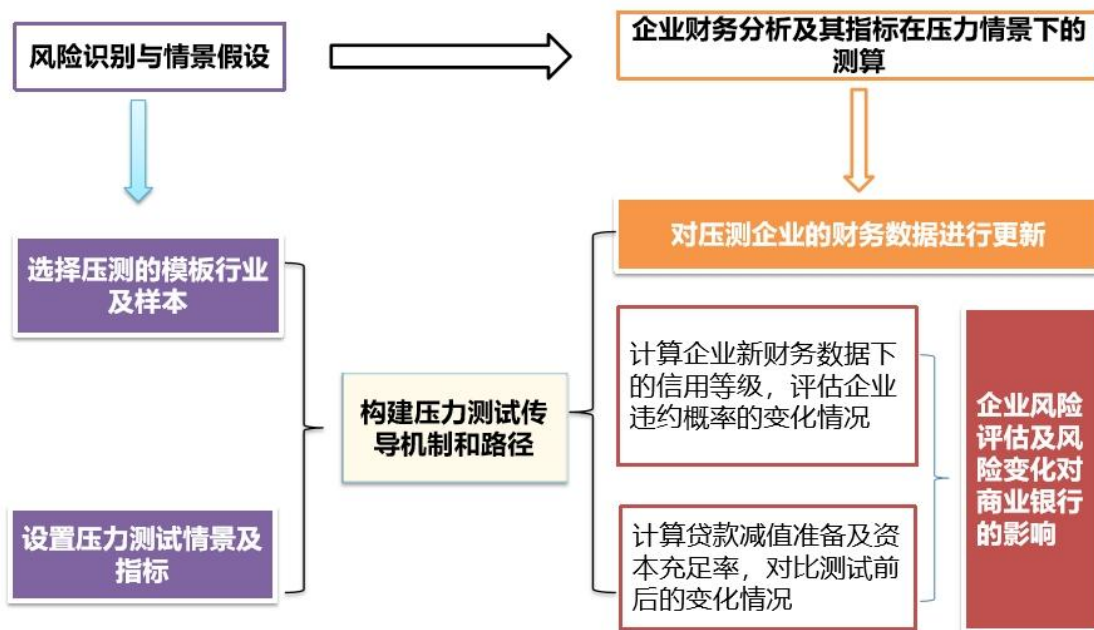 风险识别与情景假设
企业财务分析及其指标在压力情景下的
测算
选择压测的模板行业
及样本
设置压力测试情景及
指标
构建压力测试传
导机制和路径
对压测企业的财务数据进行更新
计算企业新财务数据下
的信用等级，评估企业
违约概率的变化情况
计算贷款减值准备及资
本充足率，对比测试前
后的变化情况
企业风险
评估及风
险变化对
商业银行
的影响